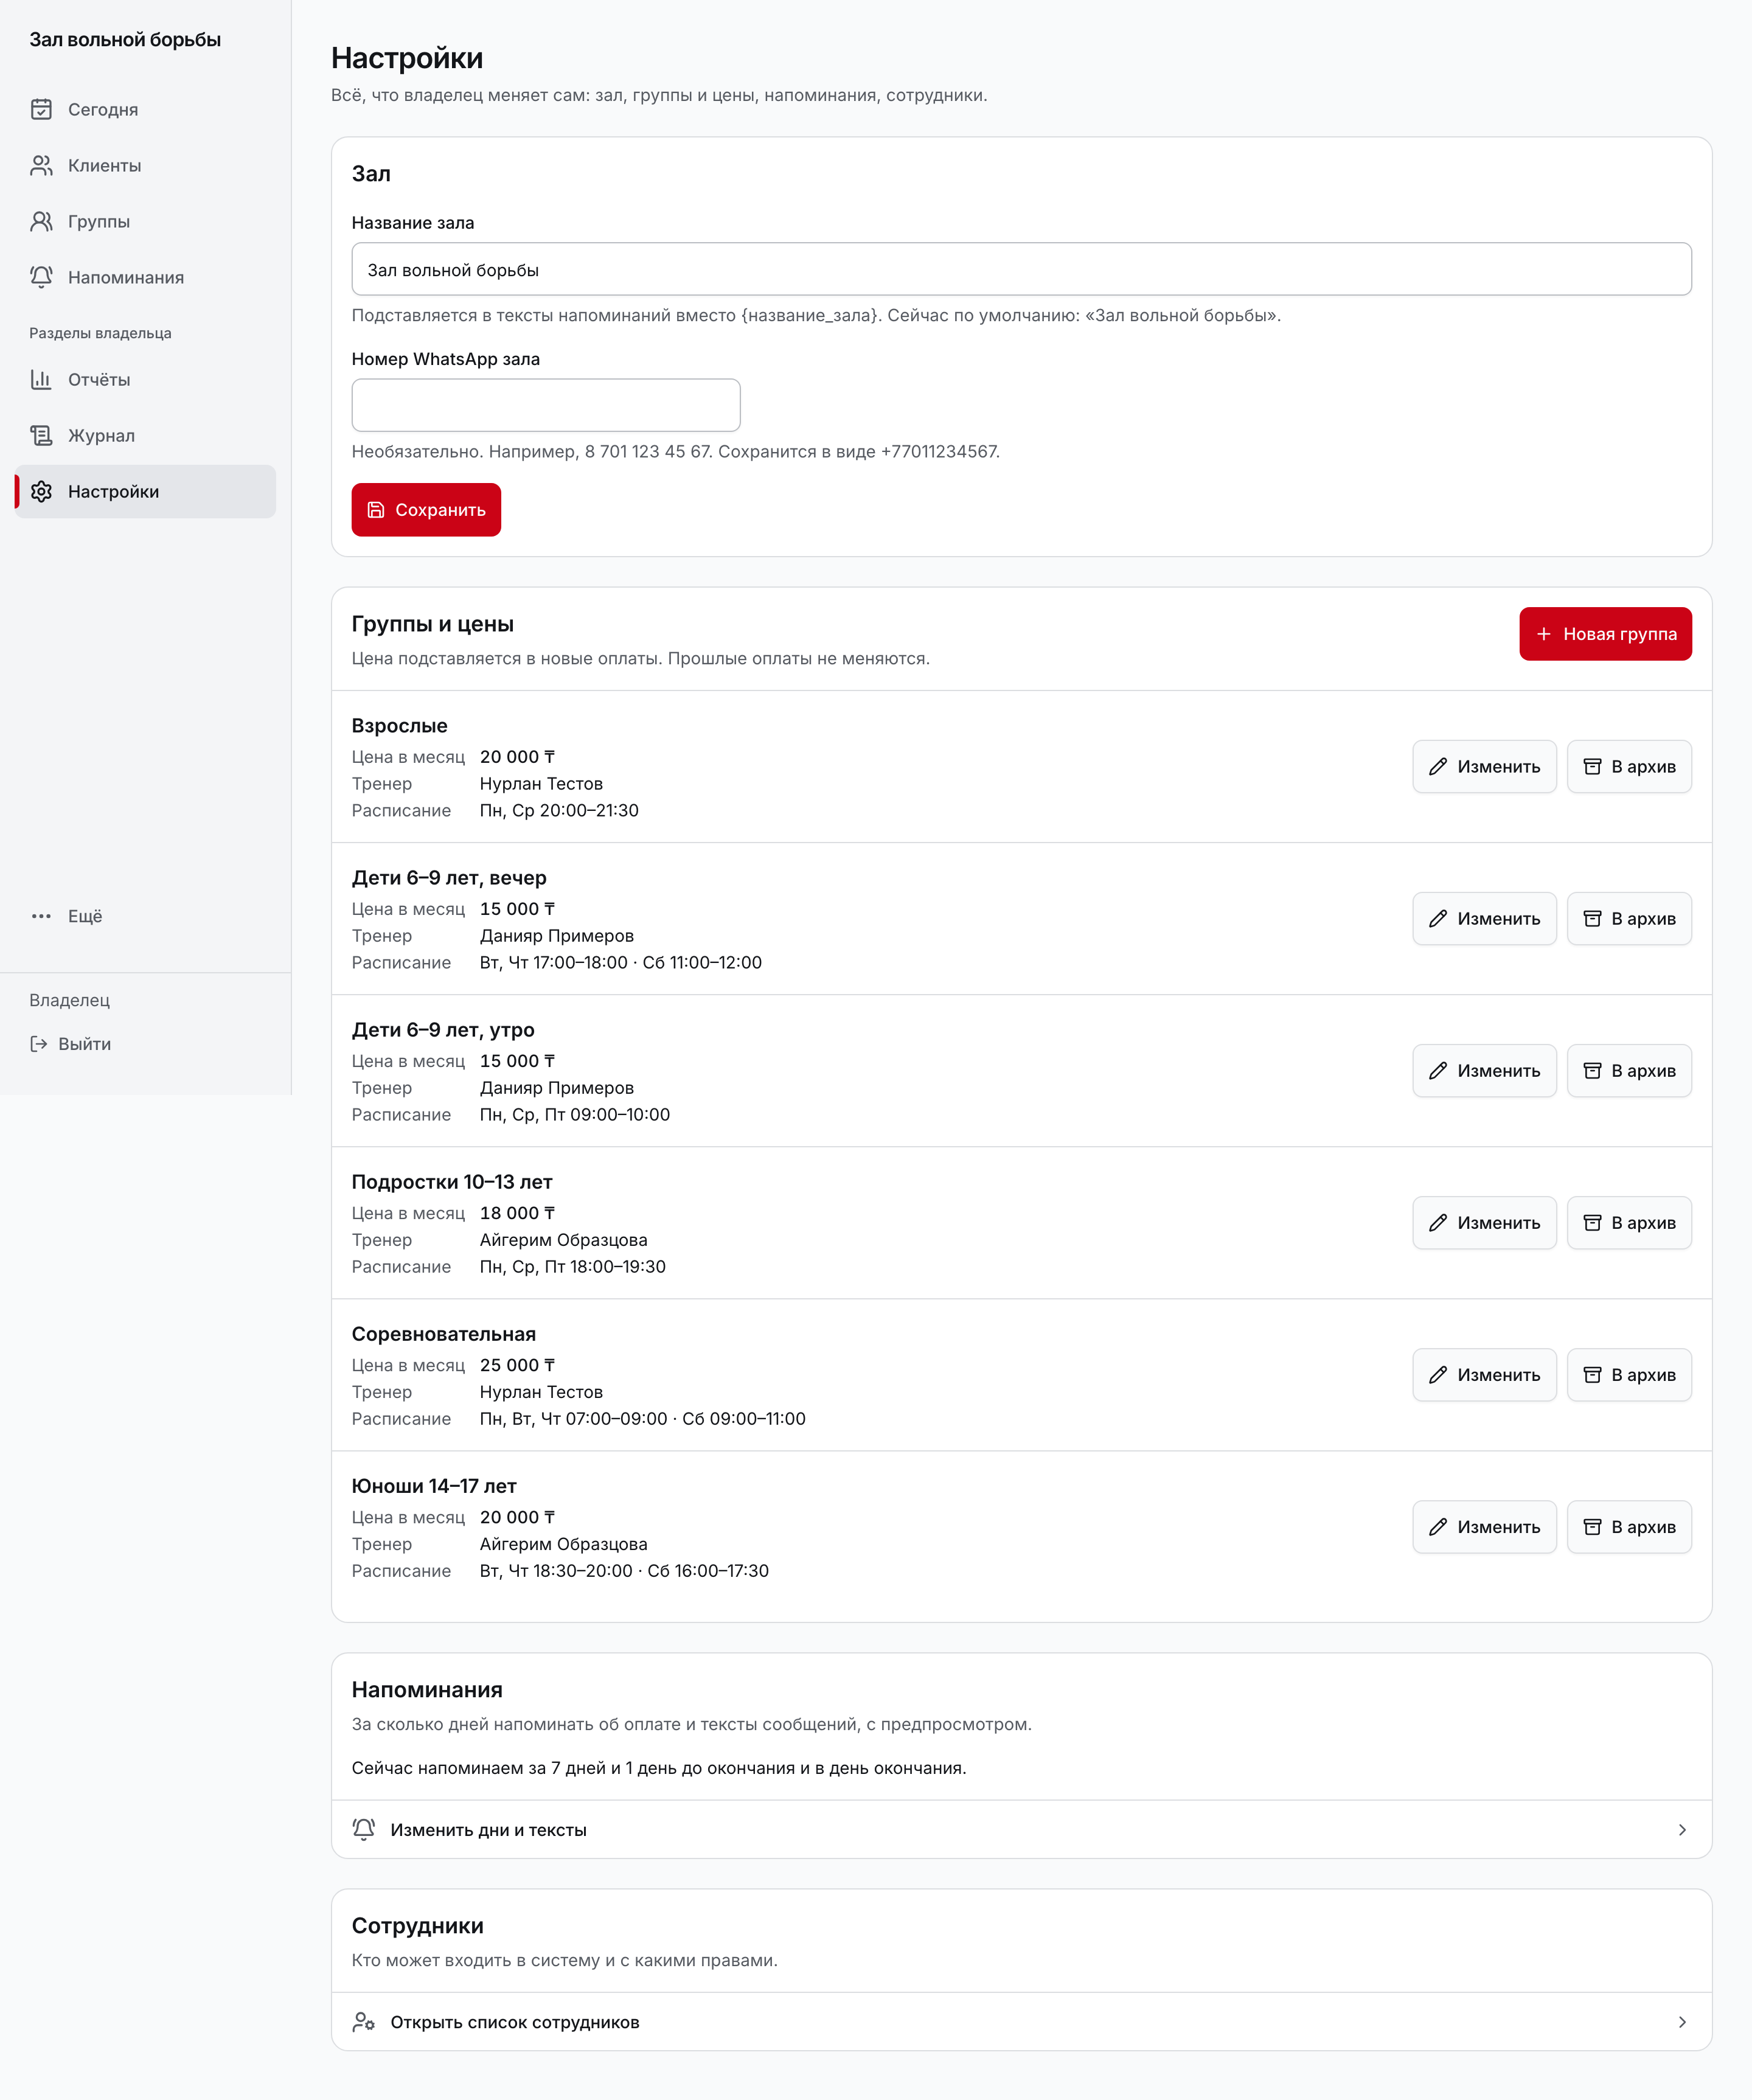 Зал вольной борьбы
Сегодня
Клиенты
Группы
Напоминания
Разделы владельца
Отчёты
Журнал
Настройки
Ещё
Владелец
Выйти
Настройки
Всё, что владелец меняет сам: зал, группы и цены, напоминания, сотрудники.
Зал
Название зала
Зал вольной борьбы
Подставляется в тексты напоминаний вместо {название_зала}. Сейчас по умолчанию: «Зал вольной борьбы».
Номер WhatsApp зала
Необязательно. Например, 8 701 123 45 67. Сохранится в виде +77011234567.
Сохранить
Группы и цены
Цена подставляется в новые оплаты. Прошлые оплаты не меняются.
Новая группа
Взрослые
Цена в месяц 20 000 ₸
Тренер Нурлан Тестов
Расписание Пн, Ср 20:00–21:30
Изменить В архив
Дети 6–9 лет, вечер
Цена в месяц 15 000 ₸
Тренер Данияр Примеров
Расписание Вт, Чт 17:00–18:00 · Сб 11:00–12:00
Изменить В архив
Дети 6–9 лет, утро
Цена в месяц 15 000 ₸
Тренер Данияр Примеров
Расписание Пн, Ср, Пт 09:00–10:00
Изменить В архив
Подростки 10–13 лет
Цена в месяц 18 000 ₸
Тренер Айгерим Образцова
Расписание Пн, Ср, Пт 18:00–19:30
Изменить В архив
Соревновательная
Цена в месяц 25 000 ₸
Тренер Нурлан Тестов
Расписание Пн, Вт, Чт 07:00–09:00 · Сб 09:00–11:00
Изменить В архив
Юноши 14–17 лет
Цена в месяц 20 000 ₸
Тренер Айгерим Образцова
Расписание Вт, Чт 18:30–20:00 · Сб 16:00–17:30
Изменить В архив
Напоминания
За сколько дней напоминать об оплате и тексты сообщений, с предпросмотром.
Сейчас напоминаем за 7 дней и 1 день до окончания и в день окончания.
Изменить дни и тексты
Сотрудники
Кто может входить в систему и с какими правами.
Открыть список сотрудников